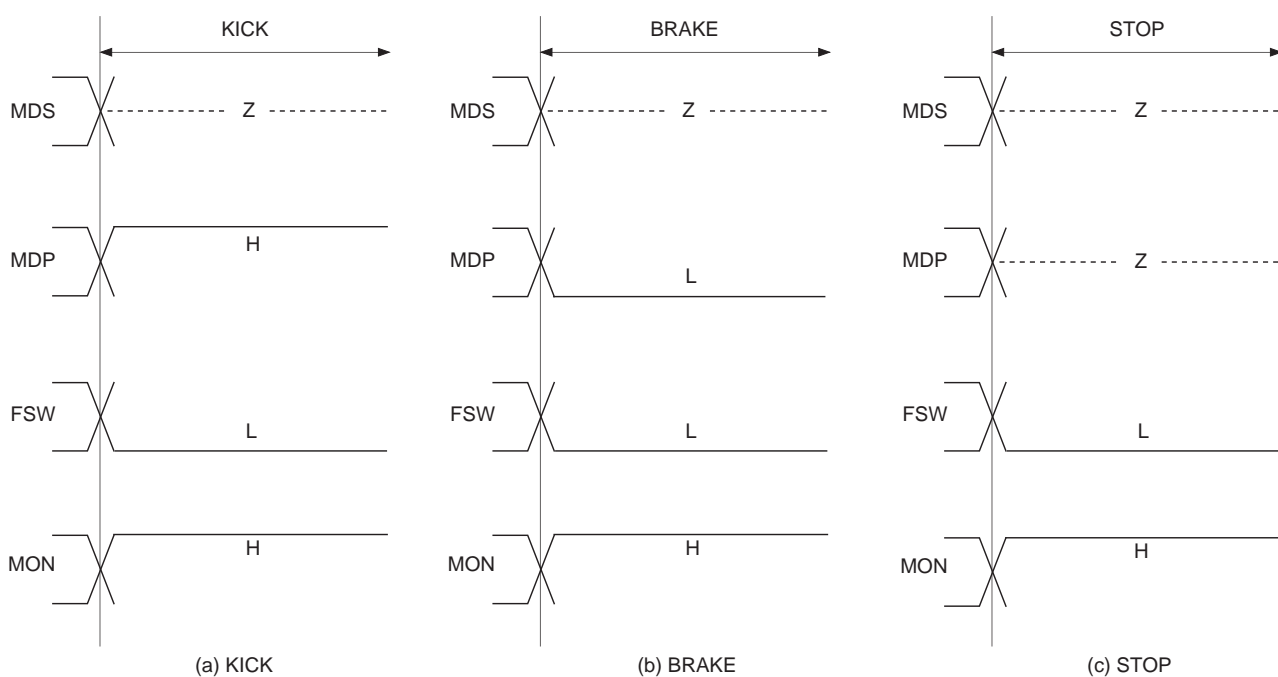 KICK
MDS
Z
MDP
H
FSW
L
MON
H
(a) KICK
BRAKE
MDS
Z
MDP
L
FSW
L
MON
H
(b) BRAKE
STOP
MDS
Z
MDP
Z
FSW
L
MON
H
(c) STOP